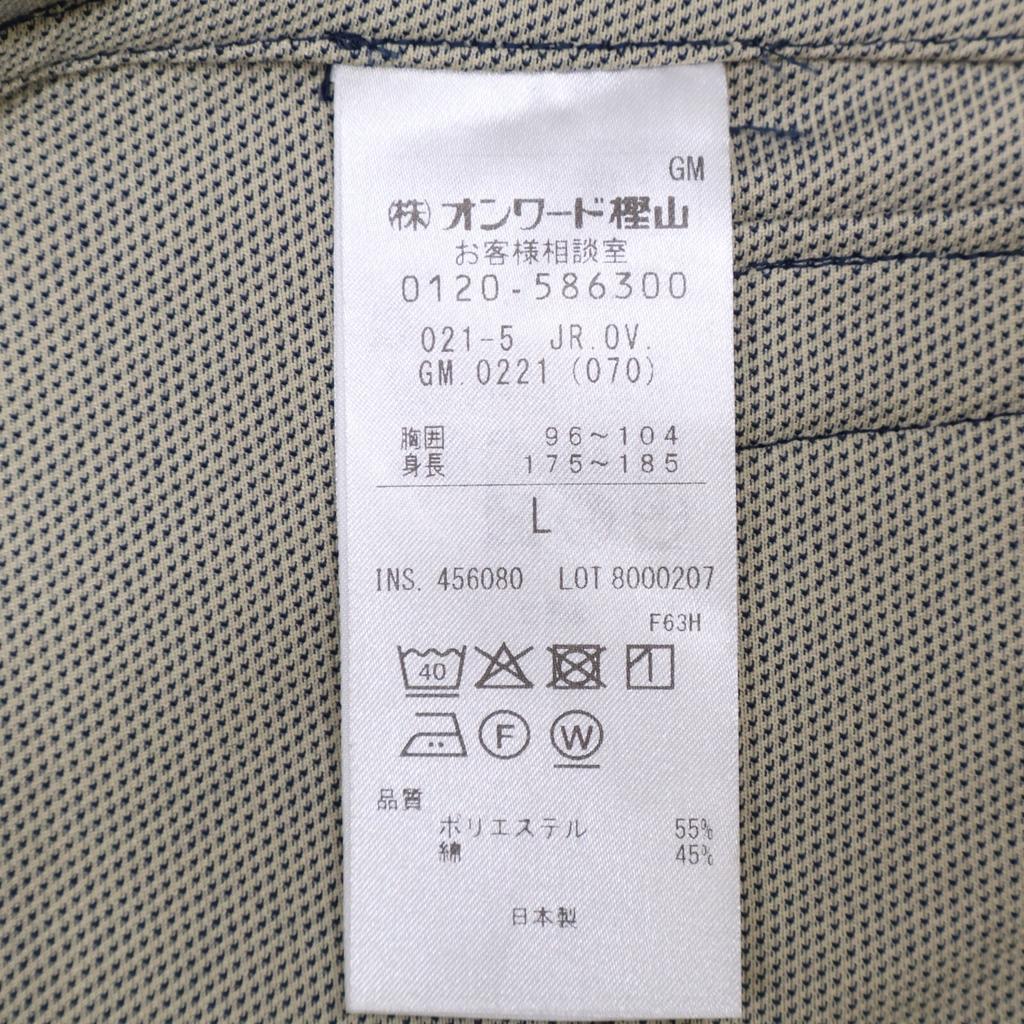 GM
㈱ オンワード樫山
お客様相談室
0120-586300
021-5 JR.OV.
GM.0221 (070)
胸囲 96～104
身長 175～185
L
INS. 456080 LOT 8000207
F63H
40
F W
品質
ポリエステル 55%
綿 45%
日本製